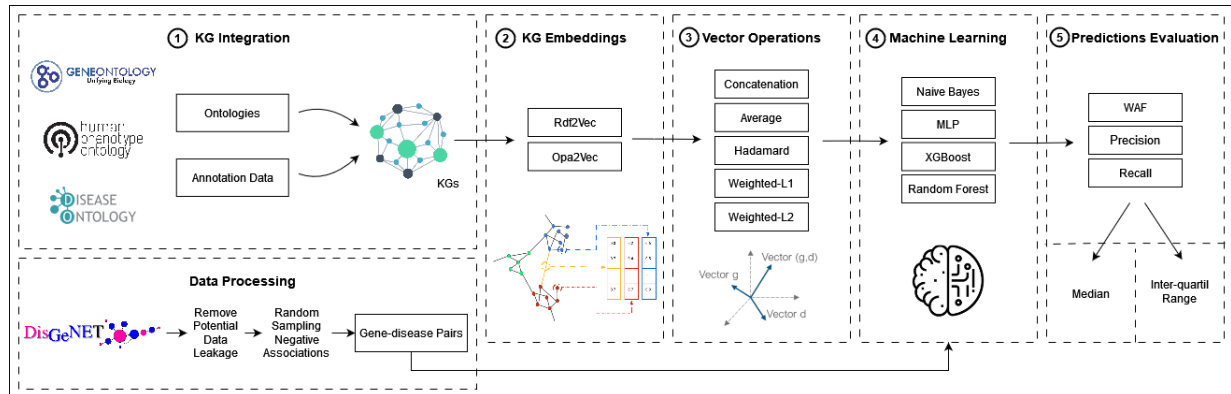 1 KG Integration
GENEONTOLOGY
Unifying Biology
human
phenotype
ontology
DISEASE
ONTOLOGY
Ontologies
Annotation Data
KGs
Data Processing
DisGeNET
Remove
Potential
Data
Leakage
Random
Sampling
Negative
Associations
Gene-disease Pairs
2 KG Embeddings
Rdf2Vec
Opa2Vec
3 Vector Operations
Concatenation
Average
Hadamard
Weighted-L1
Weighted-L2
Vector (g,d)
Vector g
Vector d
4 Machine Learning
Naive Bayes
MLP
XGBoost
Random Forest
5 Predictions Evaluation
WAF
Precision
Recall
Median
Inter-quartil
Range